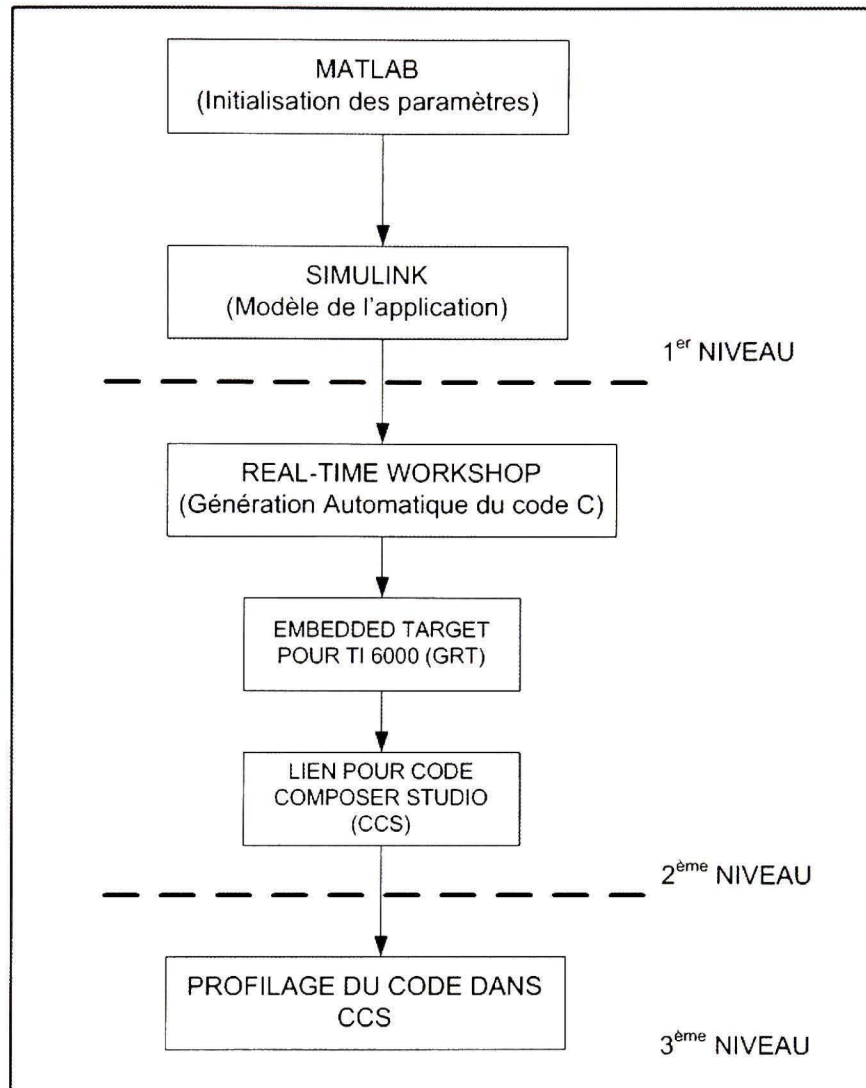 MATLAB
(Initialisation des paramètres)
SIMULINK
(Modèle de l'application)
1er NIVEAU
REAL-TIME WORKSHOP
(Génération Automatique du code C)
EMBEDDED TARGET
POUR TI 6000 (GRT)
LIEN POUR CODE
COMPOSER STUDIO
(CCS)
2ème NIVEAU
PROFILAGE DU CODE DANS
CCS
3ème NIVEAU